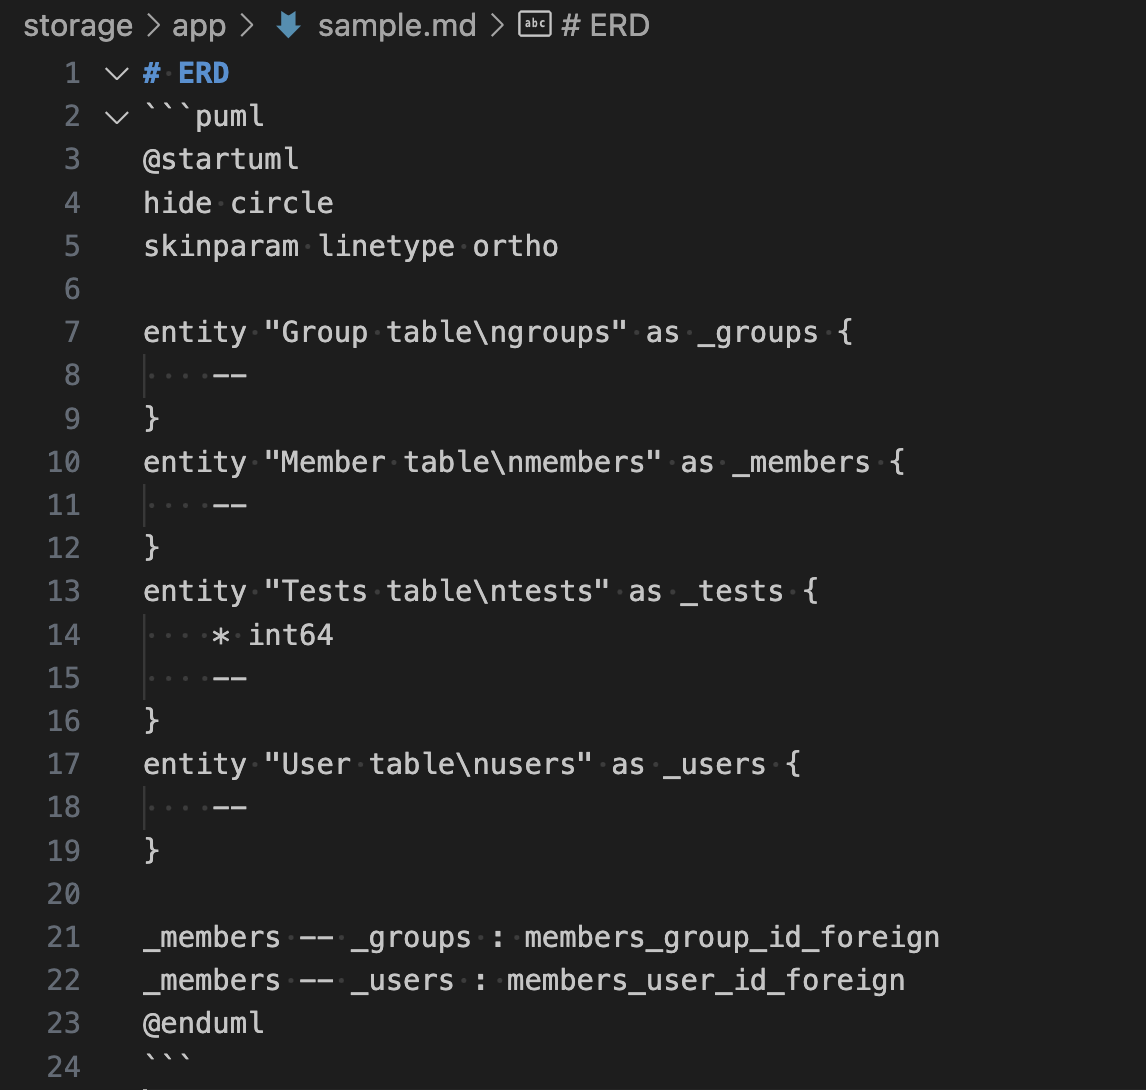 storage > app > sample.md > abc # ERD
1 # ERD
2 ```puml
3 @startuml
4 hide circle
5 skinparam linetype ortho
6
7 entity "Group table\ngroups" as _groups {
8     --
9 }
10 entity "Member table\nmembers" as _members {
11     --
12 }
13 entity "Tests table\ntests" as _tests {
14     * int64
15     --
16 }
17 entity "User table\nusers" as _users {
18     --
19 }
20
21 _members -- _groups : members_group_id_foreign
22 _members -- _users : members_user_id_foreign
23 @enduml
24 ```